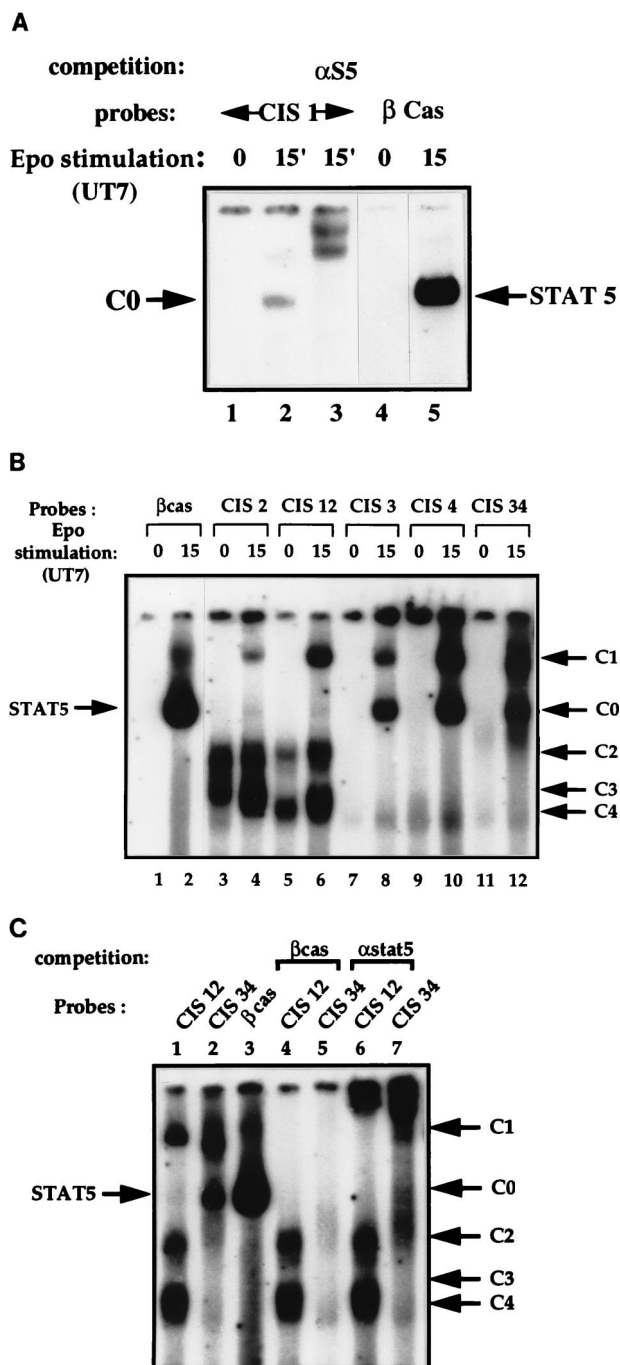 A
competition: αS5
probes: CIS 1 β Cas
Epo stimulation: 0 15' 15' 0 15
(UT7)
C0 STAT 5
1 2 3 4 5
B
Probes : βcas CIS 2 CIS 12 CIS 3 CIS 4 CIS 34
Epo
stimulation: 0 15 0 15 0 15 0 15 0 15 0 15
(UT7)
C1
STAT5 C0
C2
C3
C4
1 2 3 4 5 6 7 8 9 10 11 12
C
competition: βcas αstat5
Probes : CIS 12 CIS 34 βcas CIS 12 CIS 34 CIS 12 CIS 34
1 2 3 4 5 6 7
C1
STAT5 C0
C2
C3
C4